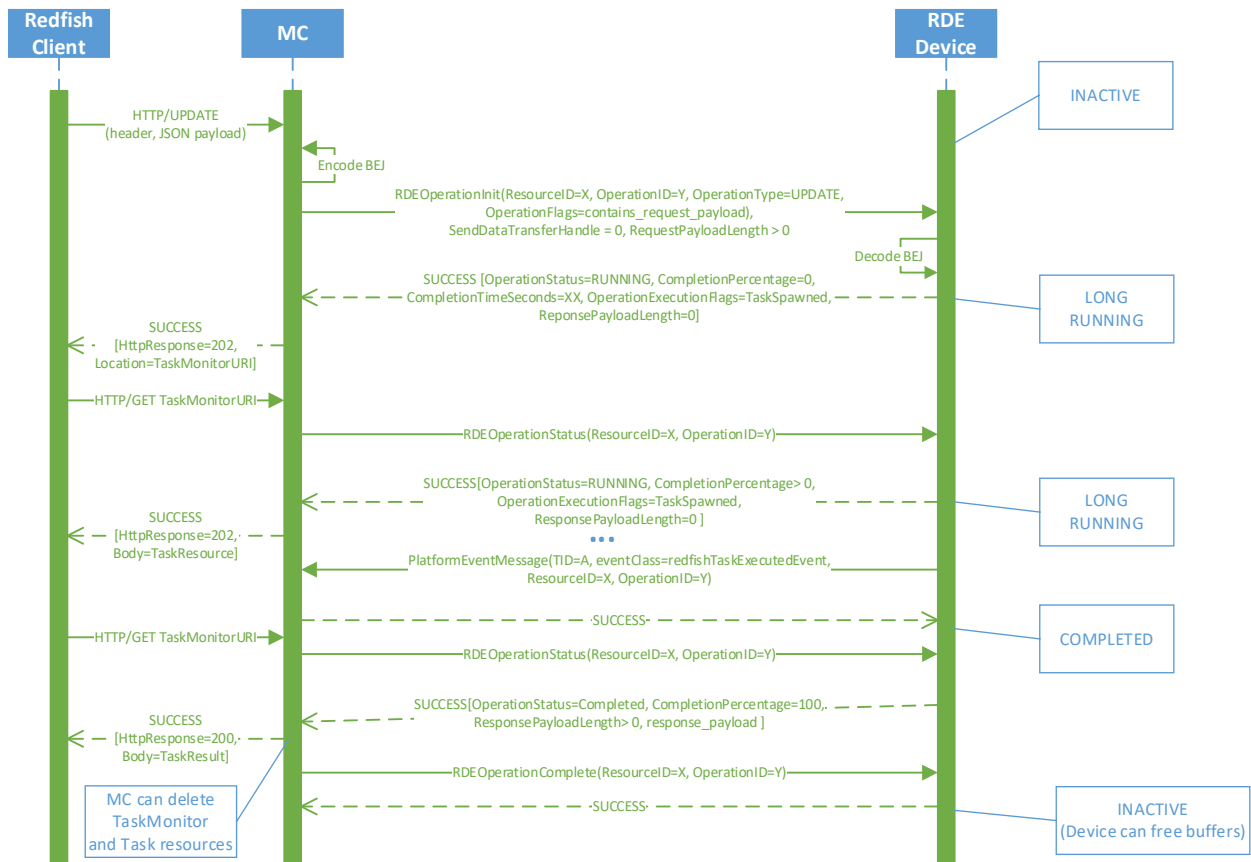 Redfish
Client
MC
RDE
Device
INACTIVE
HTTP/UPDATE
(header, JSON payload)
Encode BEJ
RDEOperationInit(ResourceID=X, OperationID=Y, OperationType=UPDATE,
OperationFlags=contains_request_payload),
SendDataTransferHandle = 0, RequestPayloadLength > 0
Decode BEJ
SUCCESS [OperationStatus=RUNNING, CompletionPercentage=0,
CompletionTimeSeconds=XX, OperationExecutionFlags=TaskSpawned,
ReponsePayloadLength=0]
LONG
RUNNING
SUCCESS
[HttpResponse=202,
Location=TaskMonitorURI]
HTTP/GET TaskMonitorURI
RDEOperationStatus(ResourceID=X, OperationID=Y)
SUCCESS[OperationStatus=RUNNING, CompletionPercentage> 0,
OperationExecutionFlags=TaskSpawned,
ResponsePayloadLength=0 ]
LONG
RUNNING
SUCCESS
[HttpResponse=202,
Body=TaskResource]
...
PlatformEventMessage(TID=A, eventClass=redfishTaskExecutedEvent,
ResourceID=X, OperationID=Y)
SUCCESS
COMPLETED
HTTP/GET TaskMonitorURI
RDEOperationStatus(ResourceID=X, OperationID=Y)
SUCCESS[OperationStatus=Completed, CompletionPercentage=100,
ResponsePayloadLength> 0, response_payload ]
SUCCESS
[HttpResponse=200,
Body=TaskResult]
RDEOperationComplete(ResourceID=X, OperationID=Y)
MC can delete
TaskMonitor
and Task resources
SUCCESS
INACTIVE
(Device can free buffers)